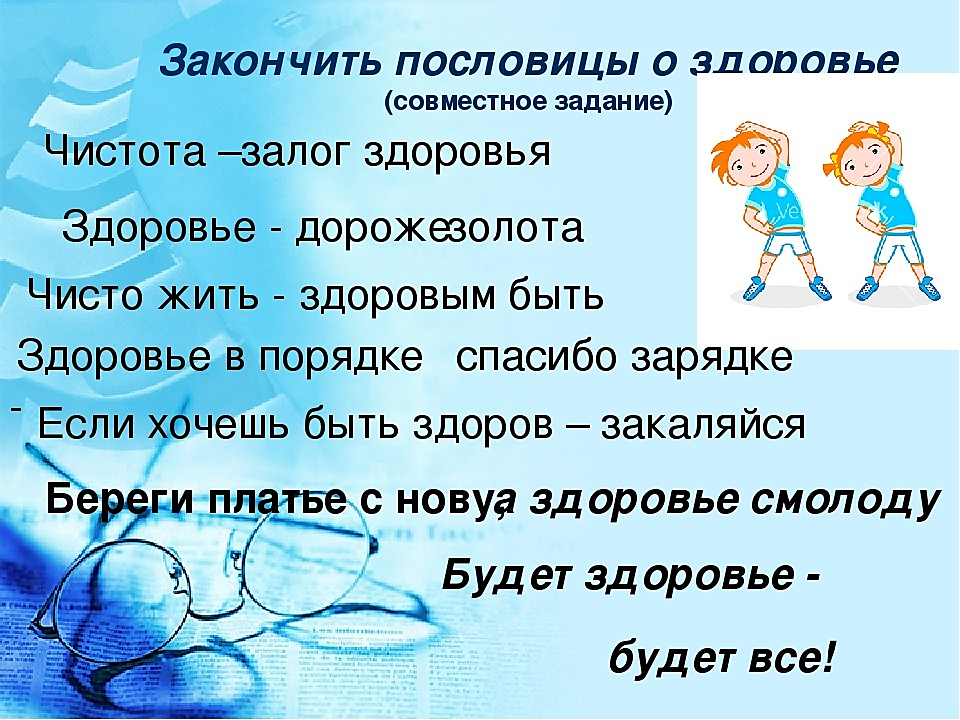 Закончить пословицы о здоровье
(совместное задание)
Чистота –залог здоровья
Здоровье - дорожезолота
Чисто жить - здоровым быть
Здоровье в порядке спасибо зарядке
-
Если хочешь быть здоров – закаляйся
Береги платье с нову, а здоровье смолоду
Будет здоровье -
будет все!